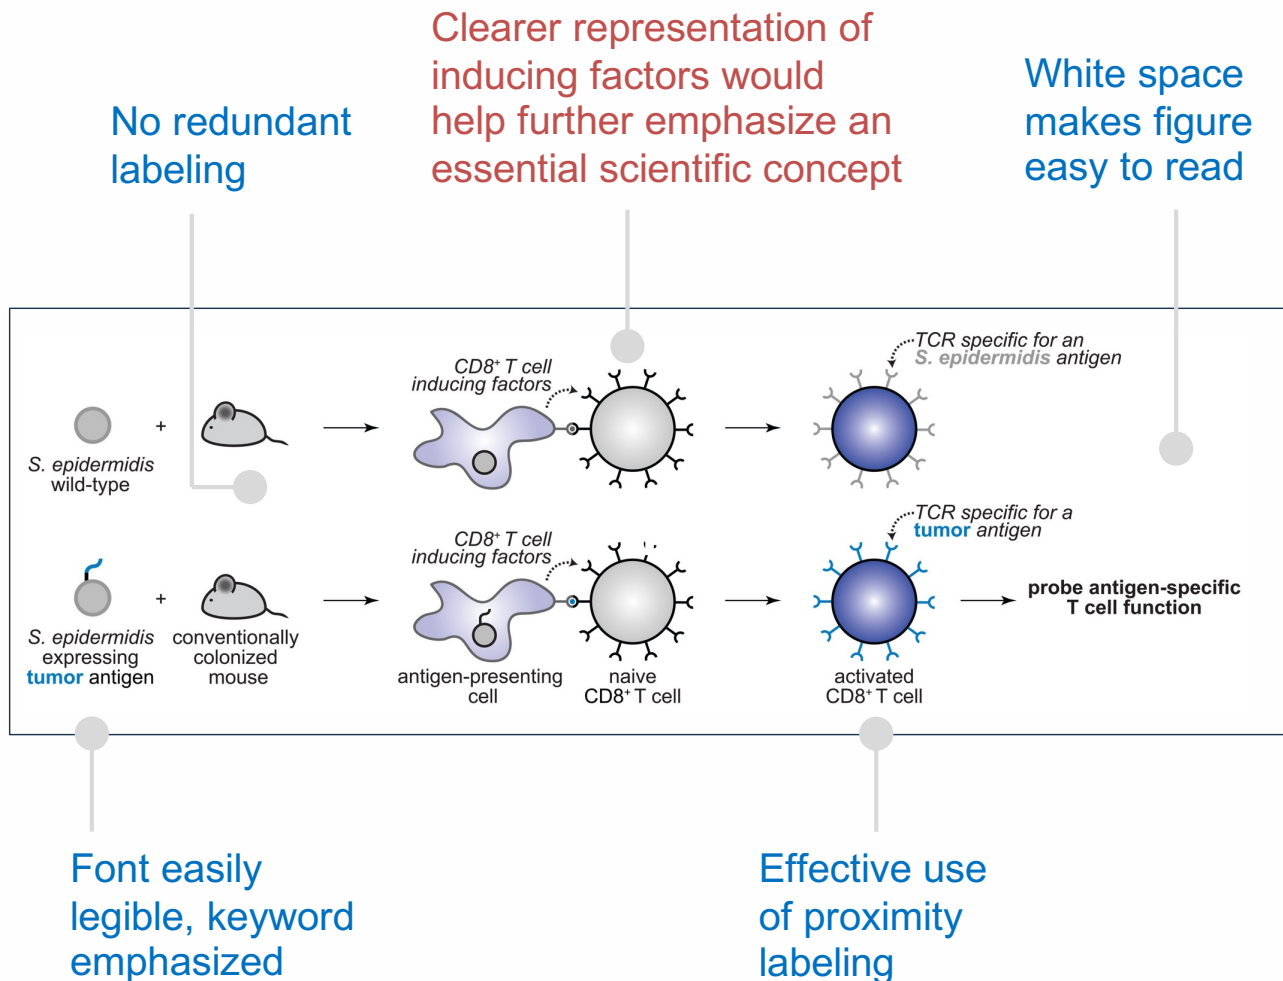 No redundant
labeling
Clearer representation of
inducing factors would
help further emphasize an
essential scientific concept
White space
makes figure
easy to read
S. epidermidis
wild-type
+
CD8⁺ T cell
inducing factors
TCR specific for an
S. epidermidis antigen
S. epidermidis
expressing
tumor antigen
+
conventionally
colonized
mouse
CD8⁺ T cell
inducing factors
antigen-presenting
cell
naive
CD8⁺ T cell
TCR specific for a
tumor antigen
activated
CD8⁺ T cell
probe antigen-specific
T cell function
Font easily
legible, keyword
emphasized
Effective use
of proximity
labeling